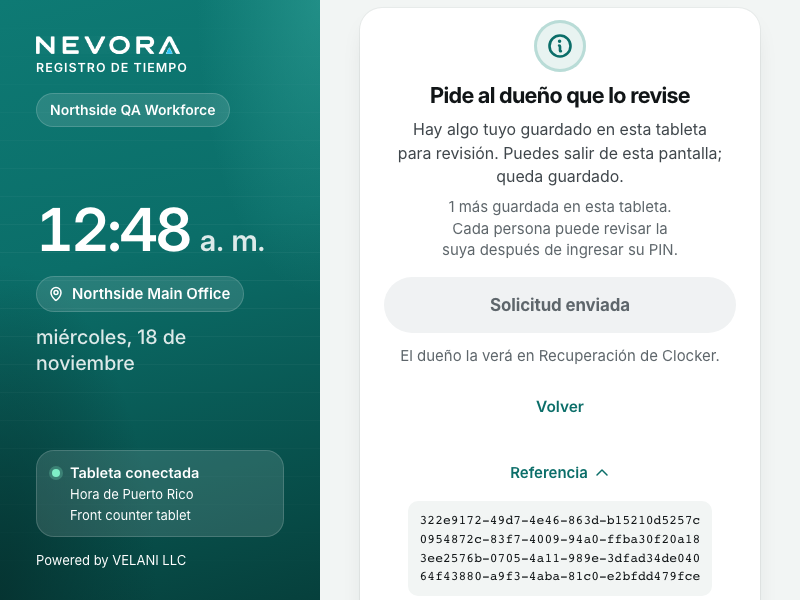 NEVORA
REGISTRO DE TIEMPO
Northside QA Workforce
12:48 a. m.
Northside Main Office
miércoles, 18 de
noviembre
Tableta conectada
Hora de Puerto Rico
Front counter tablet
Powered by VELANI LLC
Pide al dueño que lo revise
Hay algo tuyo guardado en esta tableta
para revisión. Puedes salir de esta pantalla;
queda guardado.
1 más guardada en esta tableta.
Cada persona puede revisar la
suya después de ingresar su PIN.
Solicitud enviada
El dueño la verá en Recuperación de Clocker.
Volver
Referencia
322e9172-49d7-4e46-863d-b15210d5257c
0954872c-83f7-4009-94a0-ffba30f20a18
3ee2576b-0705-4a11-989e-3dfad34de040
64f43880-a9f3-4aba-81c0-e2bfdd479fce